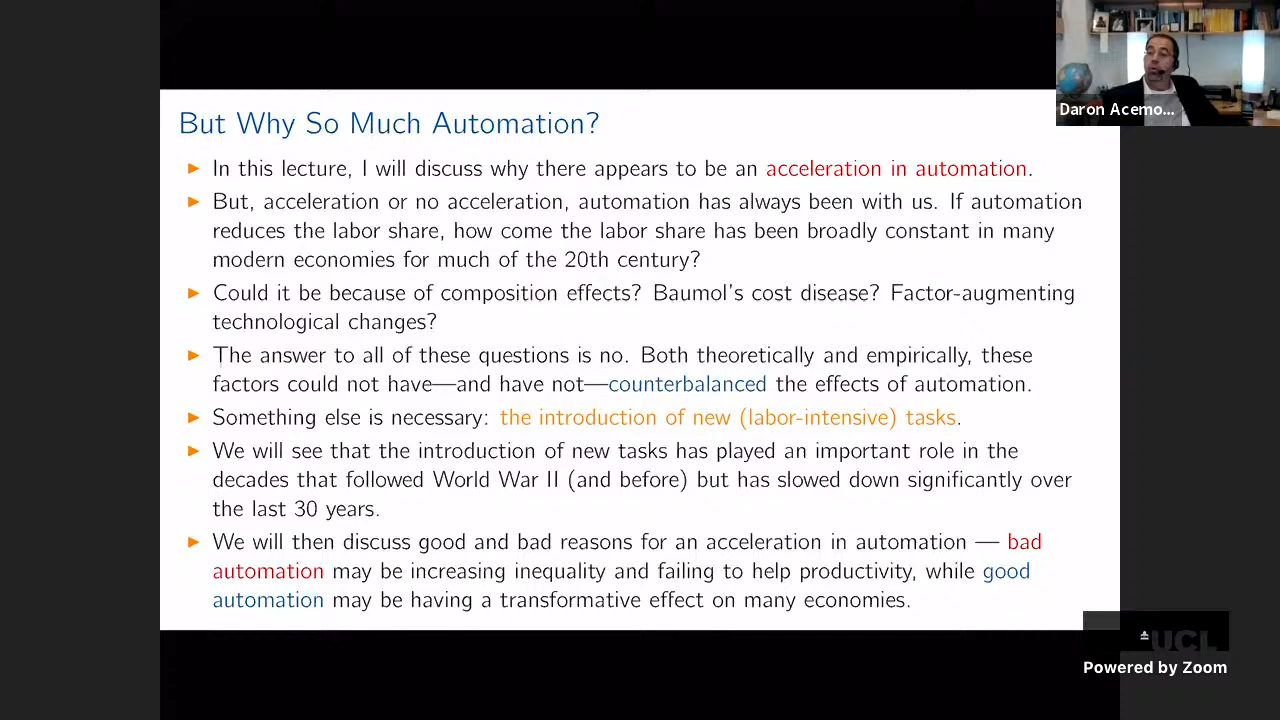 But Why So Much Automation?
▶ In this lecture, I will discuss why there appears to be an acceleration in automation.
▶ But, acceleration or no acceleration, automation has always been with us. If automation
reduces the labor share, how come the labor share has been broadly constant in many
modern economies for much of the 20th century?
▶ Could it be because of composition effects? Baumol's cost disease? Factor-augmenting
technological changes?
▶ The answer to all of these questions is no. Both theoretically and empirically, these
factors could not have—and have not—counterbalanced the effects of automation.
▶ Something else is necessary: the introduction of new (labor-intensive) tasks.
▶ We will see that the introduction of new tasks has played an important role in the
decades that followed World War II (and before) but has slowed down significantly over
the last 30 years.
▶ We will then discuss good and bad reasons for an acceleration in automation — bad
automation may be increasing inequality and failing to help productivity, while good
automation may be having a transformative effect on many economies.
Daron Acemo...
UCL
Powered by Zoom